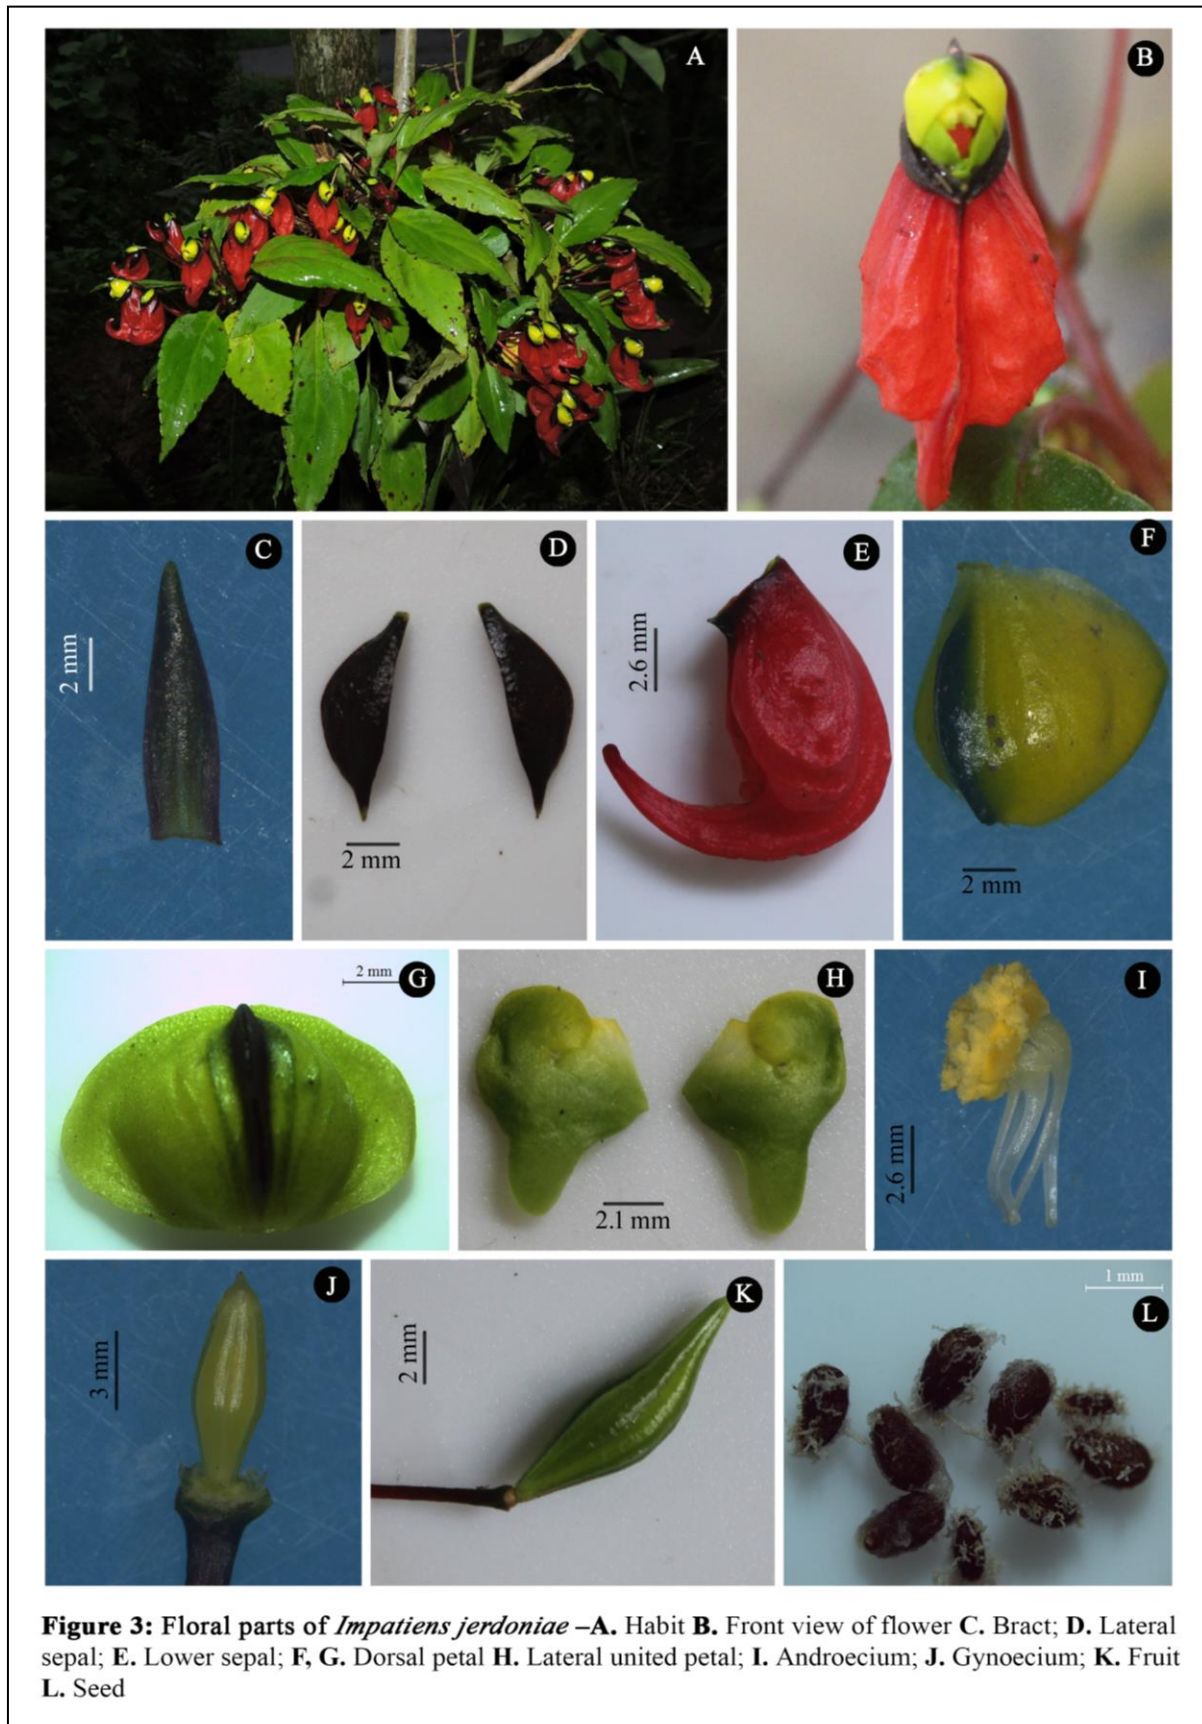 A
B
C
2 mm
D
2 mm
E
2.6 mm
F
2 mm
G
2 mm
H
2.1 mm
I
2.6 mm
J
3 mm
K
2 mm
L
1 mm
Figure 3: Floral parts of Impatiens jerdoniae –A. Habit B. Front view of flower C. Bract; D. Lateral
sepal; E. Lower sepal; F, G. Dorsal petal H. Lateral united petal; I. Androecium; J. Gynoecium; K. Fruit
L. Seed